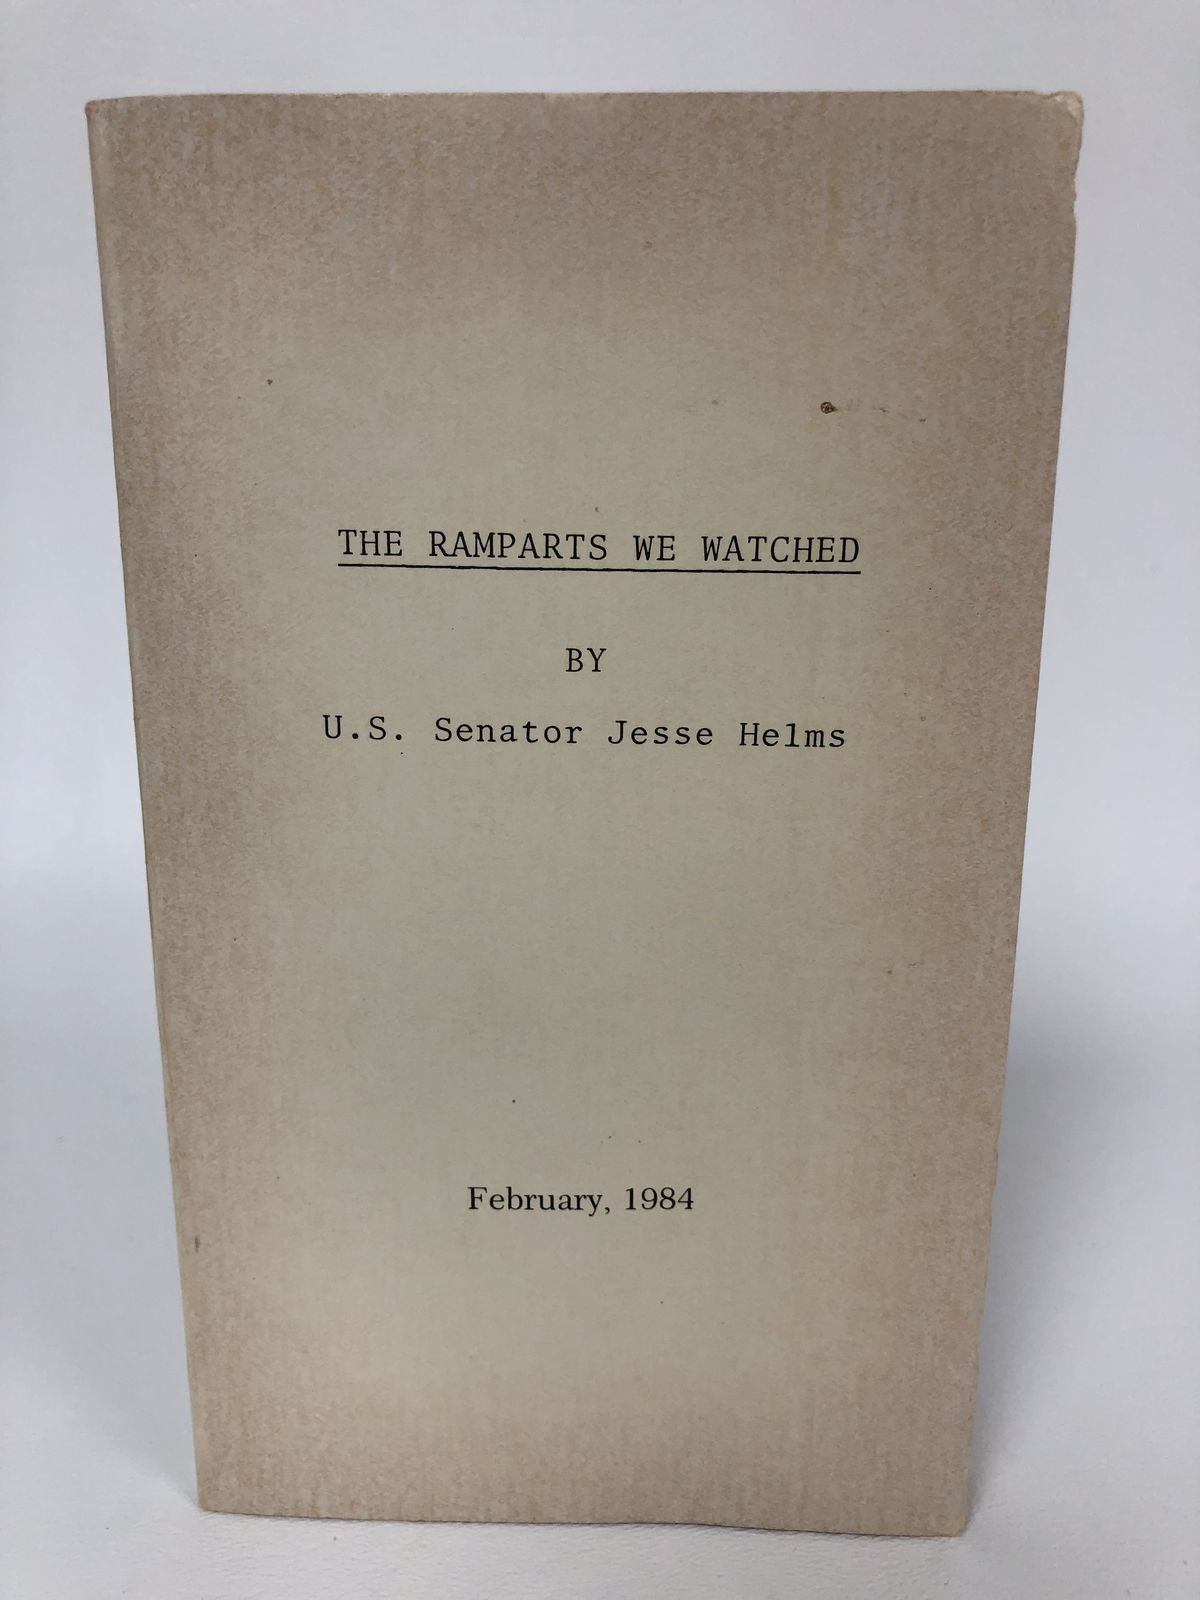 THE RAMPARTS WE WATCHED
BY
U.S. Senator Jesse Helms
February, 1984